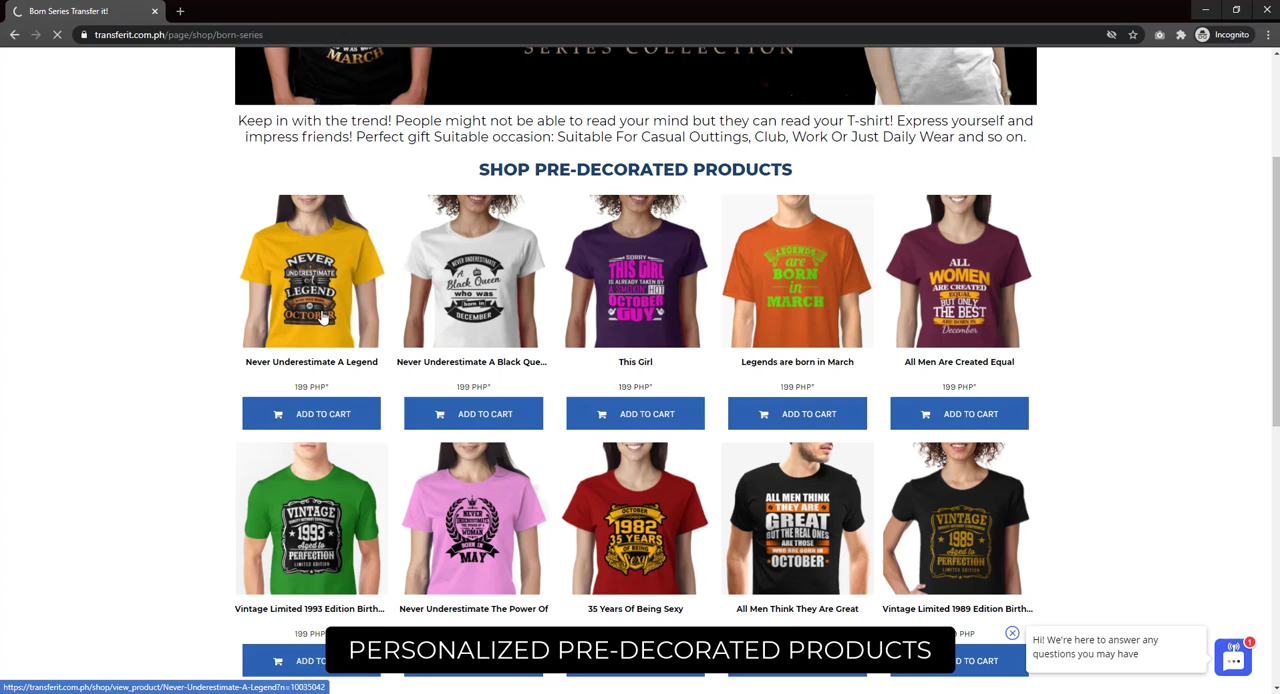 Born Series Transfer it!
transferit.com.ph/page/shop/born-series
Incognito
MARCH
SERIES COLLECTION
Keep in with the trend! People might not be able to read your mind but they can read your T-shirt! Express yourself and
impress friends! Perfect gift Suitable occasion: Suitable For Casual Outtings, Club, Work Or Just Daily Wear and so on.
SHOP PRE-DECORATED PRODUCTS
NEVER
UNDERESTIMATE
A
LEGEND
OCTOBER
NEVER UNDERESTIMATE
A
Black Queen
who was
born in
DECEMBER
SORRY
THIS GIRL
IS ALREADY TAKEN BY
A SMOKIN' HOT
OCTOBER
GUY
LEGENDS
are
BORN
in
MARCH
ALL
WOMEN
ARE CREATED
EQUAL
BUT ONLY
THE BEST
ARE BORN IN
December
Never Underestimate A Legend
Never Underestimate A Black Que...
This Girl
Legends are born in March
All Men Are Created Equal
199 PHP*
199 PHP*
199 PHP*
199 PHP*
199 PHP*
ADD TO CART
ADD TO CART
ADD TO CART
ADD TO CART
ADD TO CART
VINTAGE
QUALITY WITHOUT COMPROMISE
1993
Aged to
PERFECTION
LIMITED EDITION
NEVER
UNDERESTIMATE
THE POWER OF A
WOMAN
BORN IN
MAY
OCTOBER
1982
35 YEARS
OF BEING
Sexy
ALL MEN THINK
THEY ARE
GREAT
BUT THE REAL ONES
ARE THOSE
WHO ARE BORN IN
OCTOBER
VINTAGE
QUALITY WITHOUT COMPROMISE
1989
Aged to
PERFECTION
LIMITED EDITION
Vintage Limited 1993 Edition Birth...
Never Underestimate The Power Of
35 Years Of Being Sexy
All Men Think They Are Great
Vintage Limited 1989 Edition Birth...
199 PH
PHP
ADD TO
D TO CART
PERSONALIZED PRE-DECORATED PRODUCTS
Hi! We're here to answer any
questions you may have
1
https://transferit.com.ph/shop/view_product/Never-Underestimate-A-Legend?n=10035042